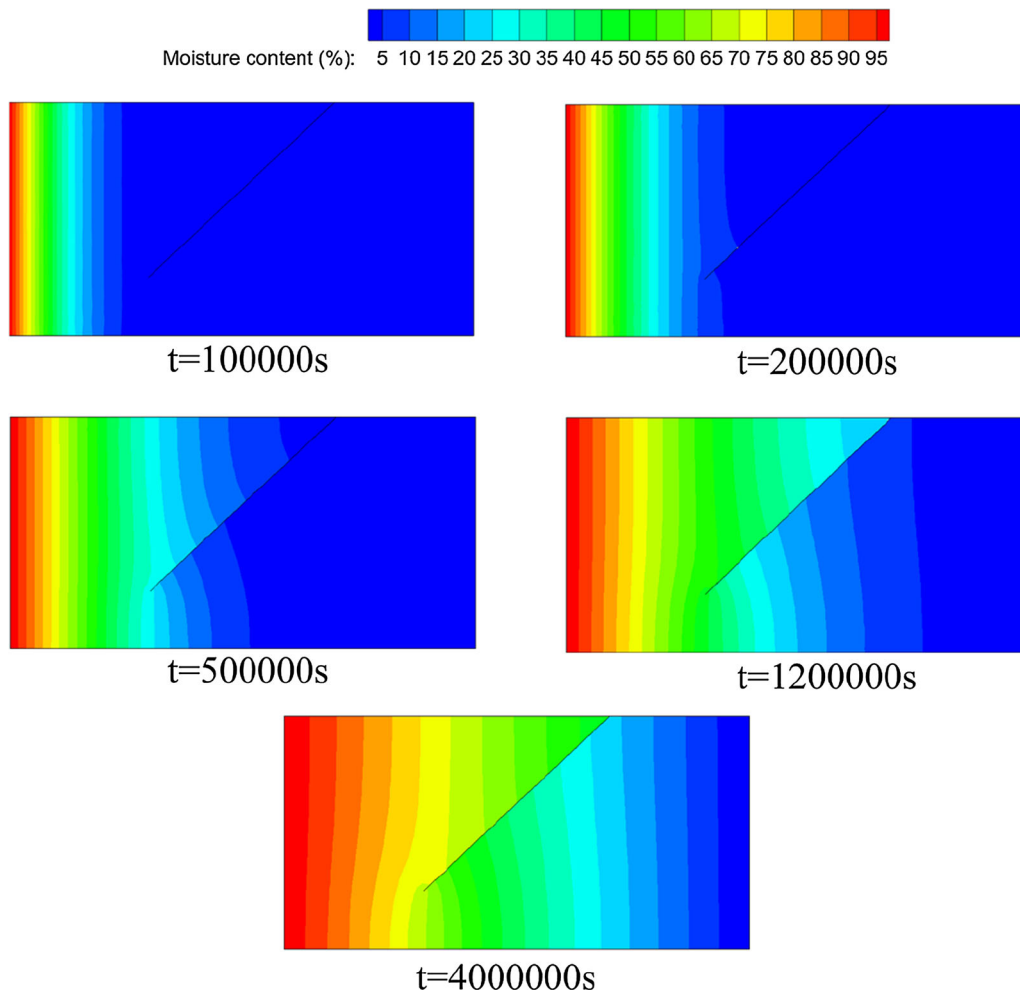 Moisture content (%): 5 10 15 20 25 30 35 40 45 50 55 60 65 70 75 80 85 90 95
t=100000s
t=200000s
t=500000s
t=1200000s
t=4000000s